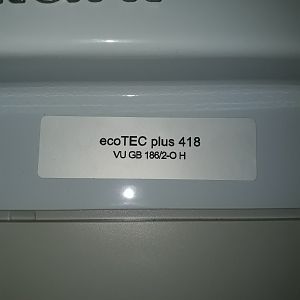 ecoTEC plus 418
VU GB 186/2-O H